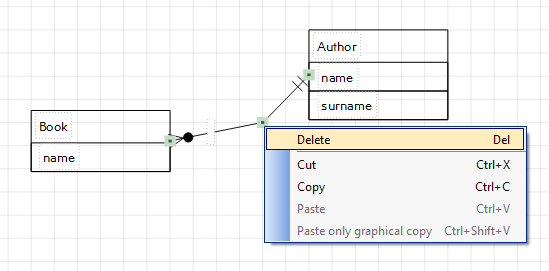 Author
name
surname
Book
name
Delete Del
Cut Ctrl+X
Copy Ctrl+C
Paste Ctrl+V
Paste only graphical copy Ctrl+Shift+V